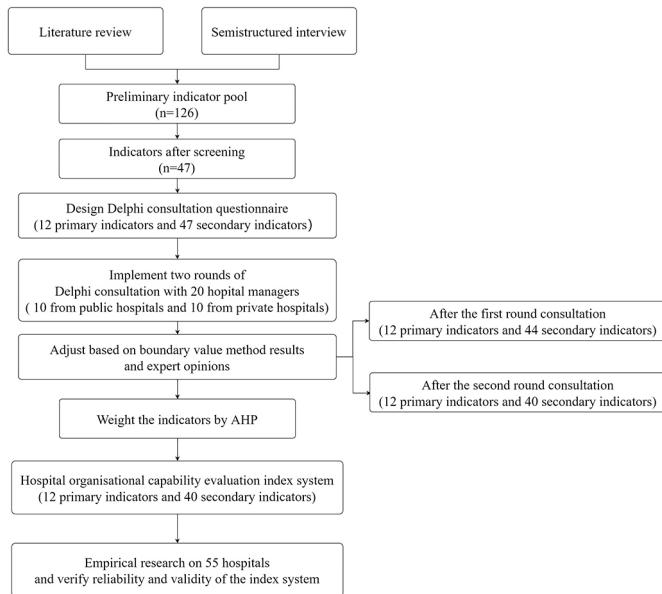 Literature review
Semistructured interview
Preliminary indicator pool
(n=126)
Indicators after screening
(n=47)
Design Delphi consultation questionnaire
(12 primary indicators and 47 secondary indicators)
Implement two rounds of
Delphi consultation with 20 hopital managers
( 10 from public hospitals and 10 from private hospitals)
Adjust based on boundary value method results
and expert opinions
After the first round consultation
(12 primary indicators and 44 secondary indicators)
After the second round consultation
(12 primary indicators and 40 secondary indicators)
Weight the indicators by AHP
Hospital organisational capability evaluation index system
(12 primary indicators and 40 secondary indicators)
Empirical research on 55 hospitals
and verify reliability and validity of the index system